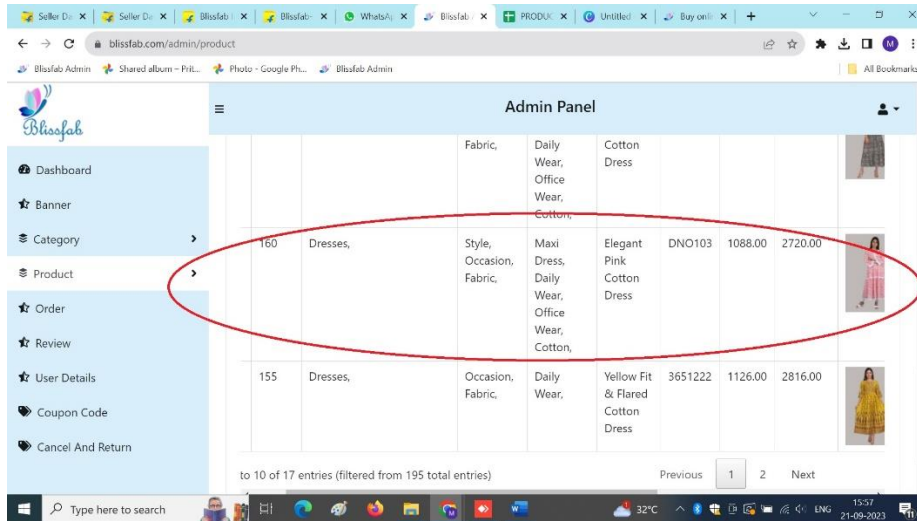 Seller Da
Seller Da
Blissfab
Blissfab-
WhatsA
Blissfab
PRODUC
Untitled
Buy onlin
blissfab.com/admin/product
M
Blissfab Admin
Shared album – Prit...
Photo - Google Ph...
Blissfab Admin
All Bookmarks
Blissfab
Admin Panel
Dashboard
Banner
Category
Product
Order
Review
User Details
Coupon Code
Cancel And Return
Fabric,
Daily
Wear,
Office
Wear,
Cotton,
Cotton
Dress
160
Dresses,
Style,
Occasion,
Fabric,
Maxi
Dress,
Daily
Wear,
Office
Wear,
Cotton,
Elegant
Pink
Cotton
Dress
DNO103
1088.00
2720.00
155
Dresses,
Occasion,
Fabric,
Daily
Wear,
Yellow Fit
& Flared
Cotton
Dress
3651222
1126.00
2816.00
to 10 of 17 entries (filtered from 195 total entries)
Previous
1
2
Next
Type here to search
32°C
ENG
15:57
21-09-2023